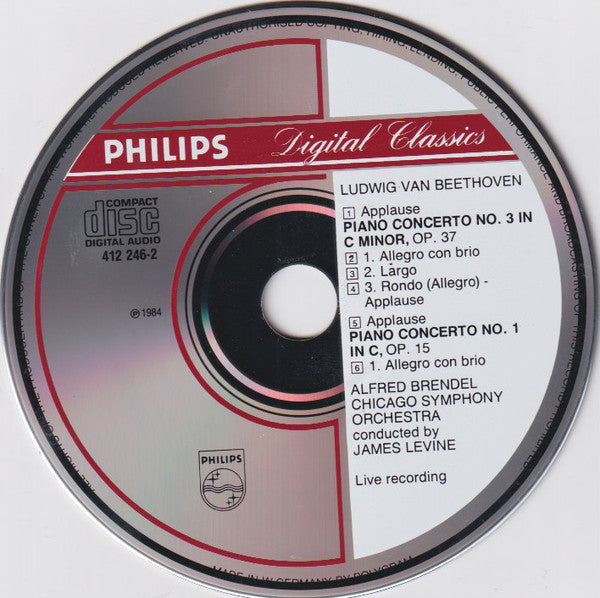 PHILIPS Digital Classics
COMPACT
disc
DIGITAL AUDIO
412 246-2
℗ 1984
PHILIPS
LUDWIG VAN BEETHOVEN
1 Applause
PIANO CONCERTO NO. 3 IN
C MINOR, OP. 37
2 1. Allegro con brio
3 2. Largo
4 3. Rondo (Allegro) -
Applause
5 Applause
PIANO CONCERTO NO. 1
IN C, OP. 15
6 1. Allegro con brio
ALFRED BRENDEL
CHICAGO SYMPHONY
ORCHESTRA
conducted by
JAMES LEVINE
Live recording
MADE IN W. GERMANY BY POLYGRAM